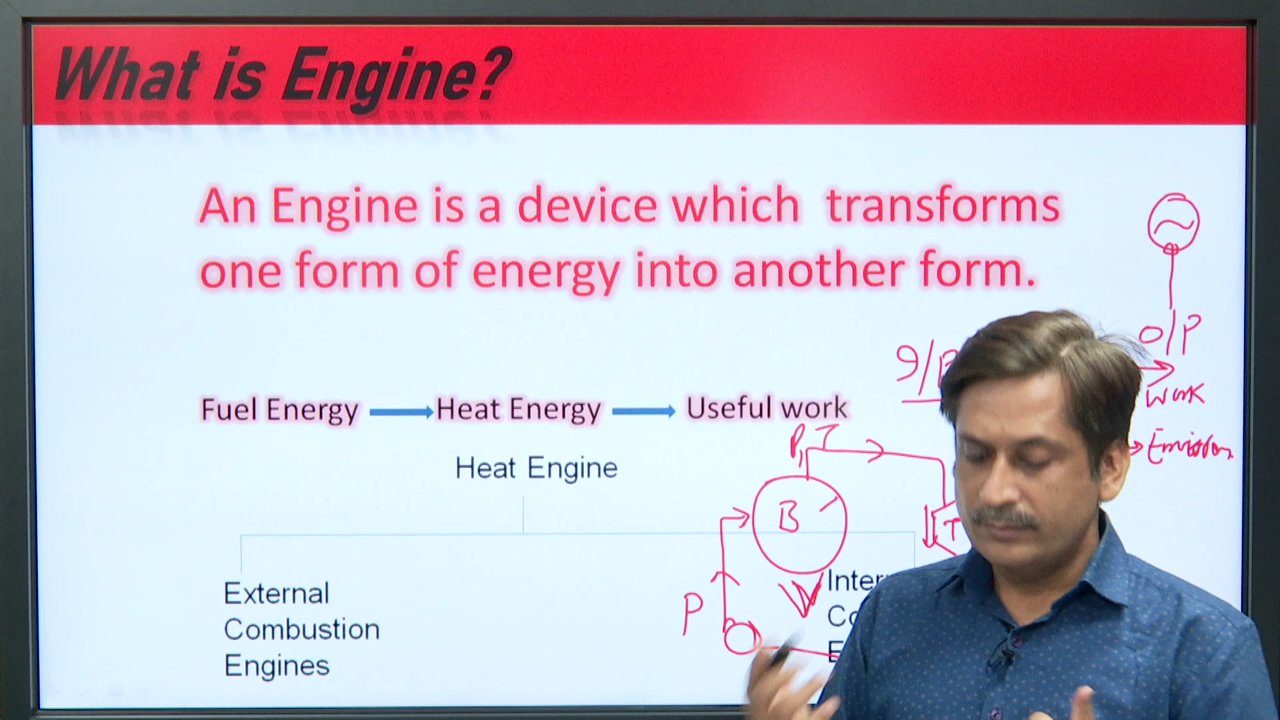 What is Engine?
An Engine is a device which transforms
one form of energy into another form.
O/P
Work
Emission
Fuel Energy Heat Energy Useful work
P, T
Heat Engine
B
T
P
External
Combustion
Engines